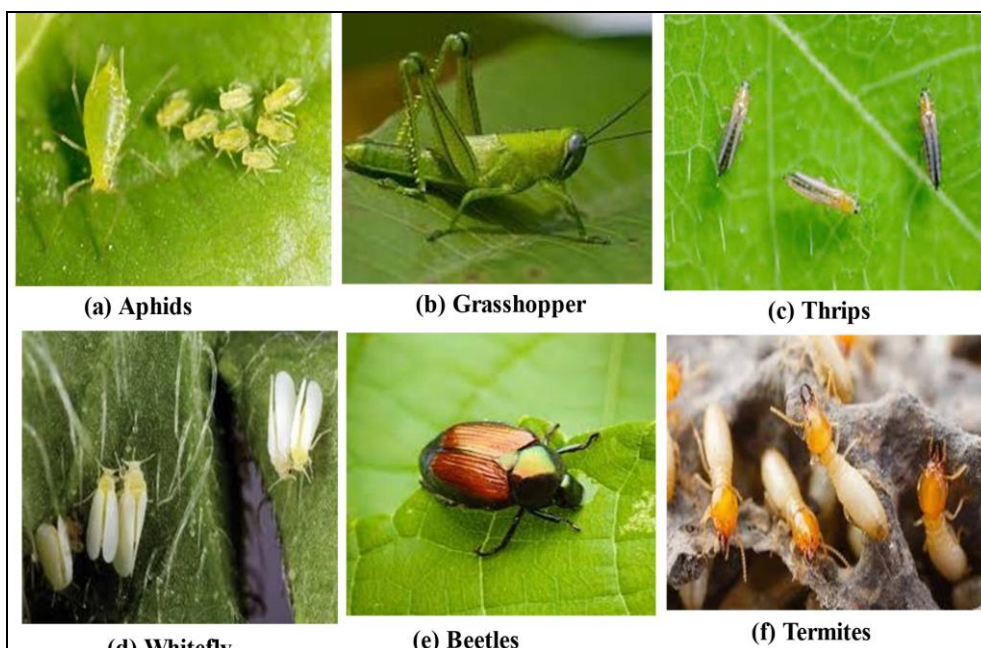 (a) Aphids
(b) Grasshopper
(c) Thrips
(d) Whitefly
(e) Beetles
(f) Termites